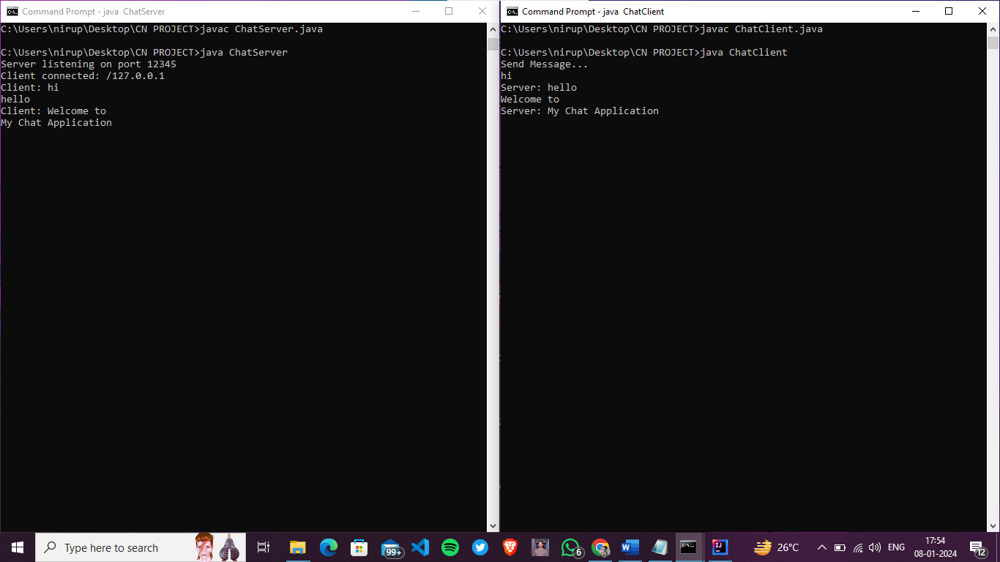 Command Prompt - java  ChatServer
C:\Users\nirup\Desktop\CN PROJECT>javac ChatServer.java
C:\Users\nirup\Desktop\CN PROJECT>java ChatServer
Server listening on port 12345
Client connected: /127.0.0.1
Client: hi
hello
Client: Welcome to
My Chat Application
Command Prompt - java  ChatClient
C:\Users\nirup\Desktop\CN PROJECT>javac ChatClient.java
C:\Users\nirup\Desktop\CN PROJECT>java ChatClient
Send Message...
hi
Server: hello
Welcome to
Server: My Chat Application
Type here to search
99+
6
26°C
ENG
17:54
08-01-2024
12